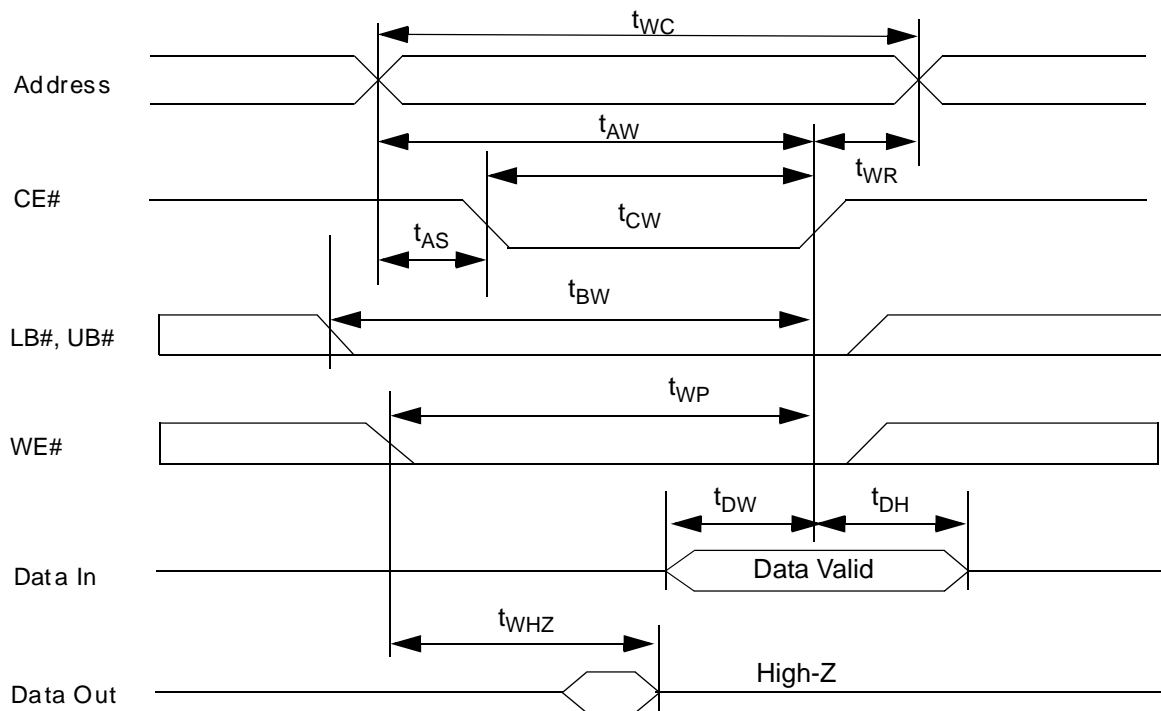 tWC
Address
tAW
tWR
CE#
tCW
tAS
tBW
LB#, UB#
tWP
WE#
tDW
tDH
Data In
Data Valid
tWHZ
High-Z
Data Out